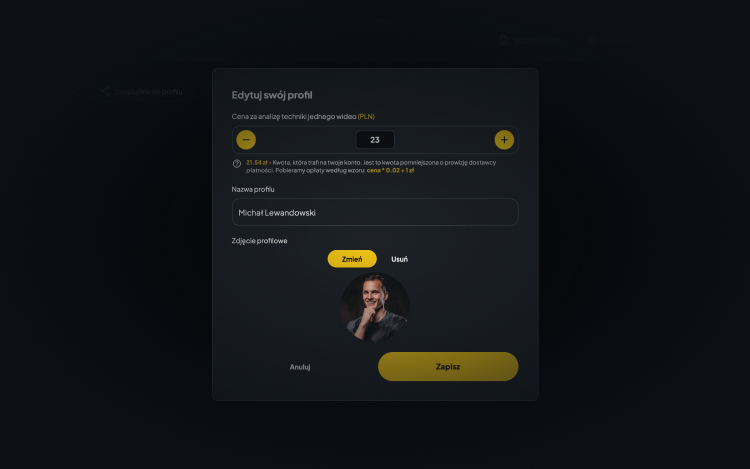 Edytuj swój profil
Cena za analizę techniki jednego wideo (PLN)
23
21.54 zł - Kwota, która trafi na twoje konto. Jest to kwota pomniejszona o prowizję dostawcy
płatności. Pobieramy opłaty według wzoru: cena * 0.02 + 1 zł
Nazwa profilu
Michał Lewandowski
Zdjęcie profilowe
Zmień Usuń
Anuluj Zapisz